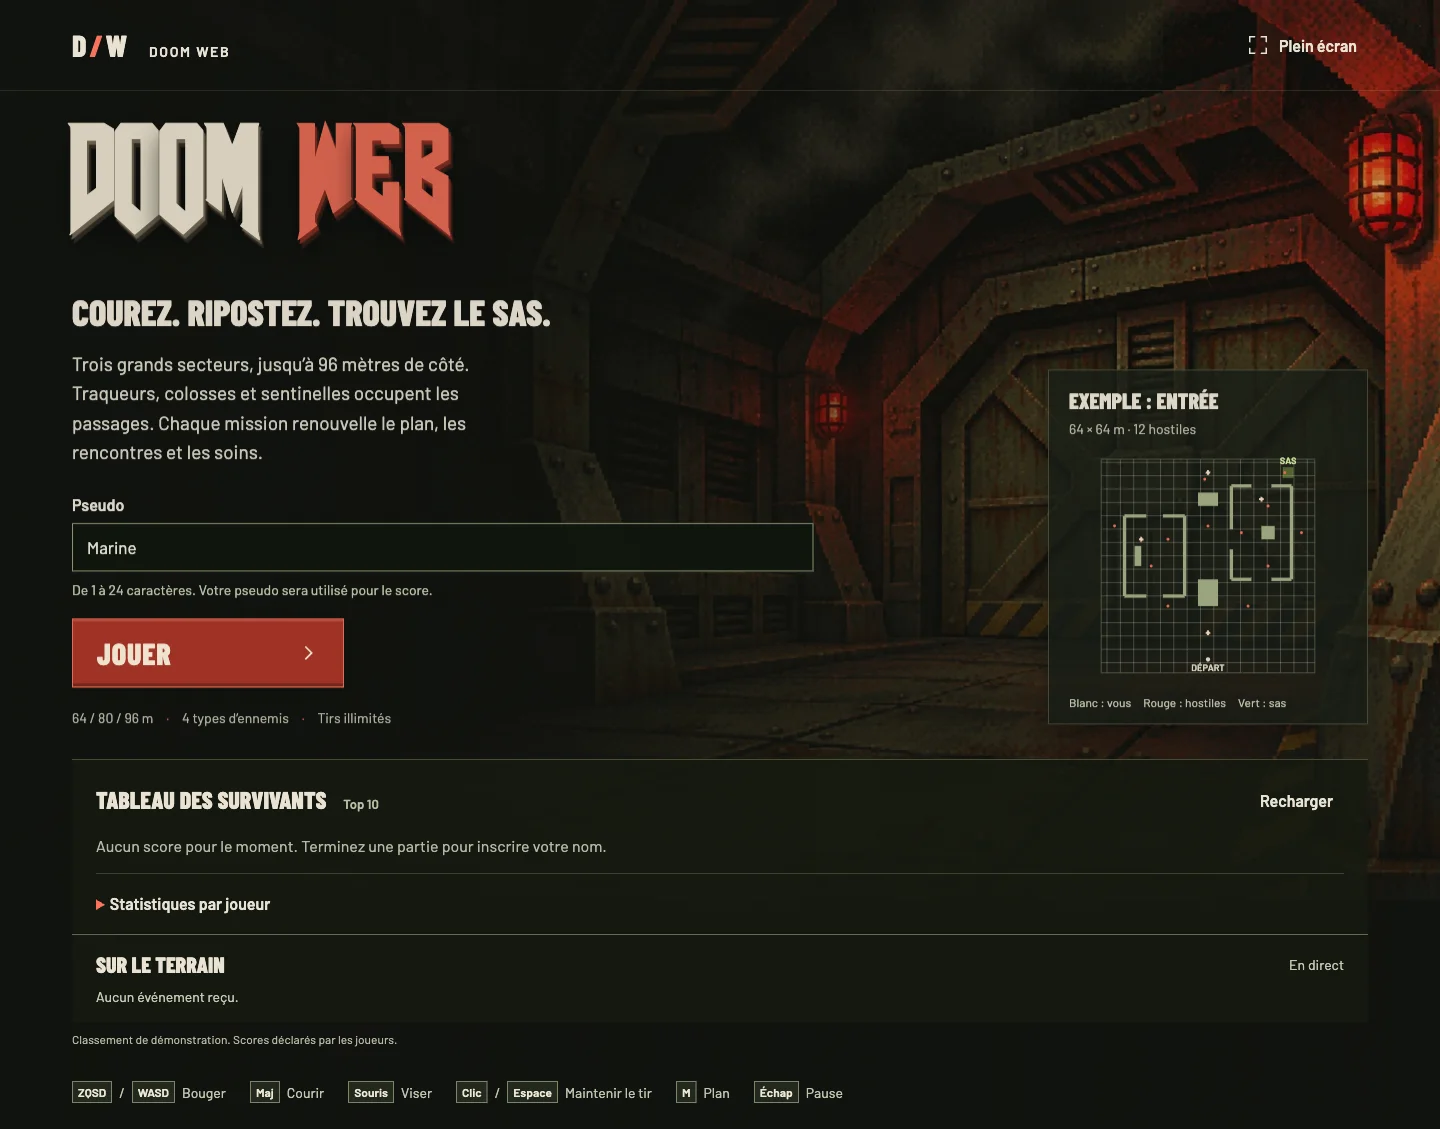 D/W DOOM WEB
Plein écran
DOOM WEB
COUREZ. RIPOSTEZ. TROUVEZ LE SAS.
Trois grands secteurs, jusqu’à 96 mètres de côté.
Traqueurs, colosses et sentinelles occupent les
passages. Chaque mission renouvelle le plan, les
rencontres et les soins.
Pseudo
Marine
De 1 à 24 caractères. Votre pseudo sera utilisé pour le score.
JOUER
64 / 80 / 96 m · 4 types d’ennemis · Tirs illimités
EXEMPLE : ENTRÉE
64 × 64 m · 12 hostiles
SAS
DÉPART
Blanc : vous Rouge : hostiles Vert : sas
TABLEAU DES SURVIVANTS Top 10
Recharger
Aucun score pour le moment. Terminez une partie pour inscrire votre nom.
Statistiques par joueur
SUR LE TERRAIN
En direct
Aucun événement reçu.
Classement de démonstration. Scores déclarés par les joueurs.
ZQSD / WASD Bouger Maj Courir Souris Viser Clic / Espace Maintenir le tir M Plan Échap Pause